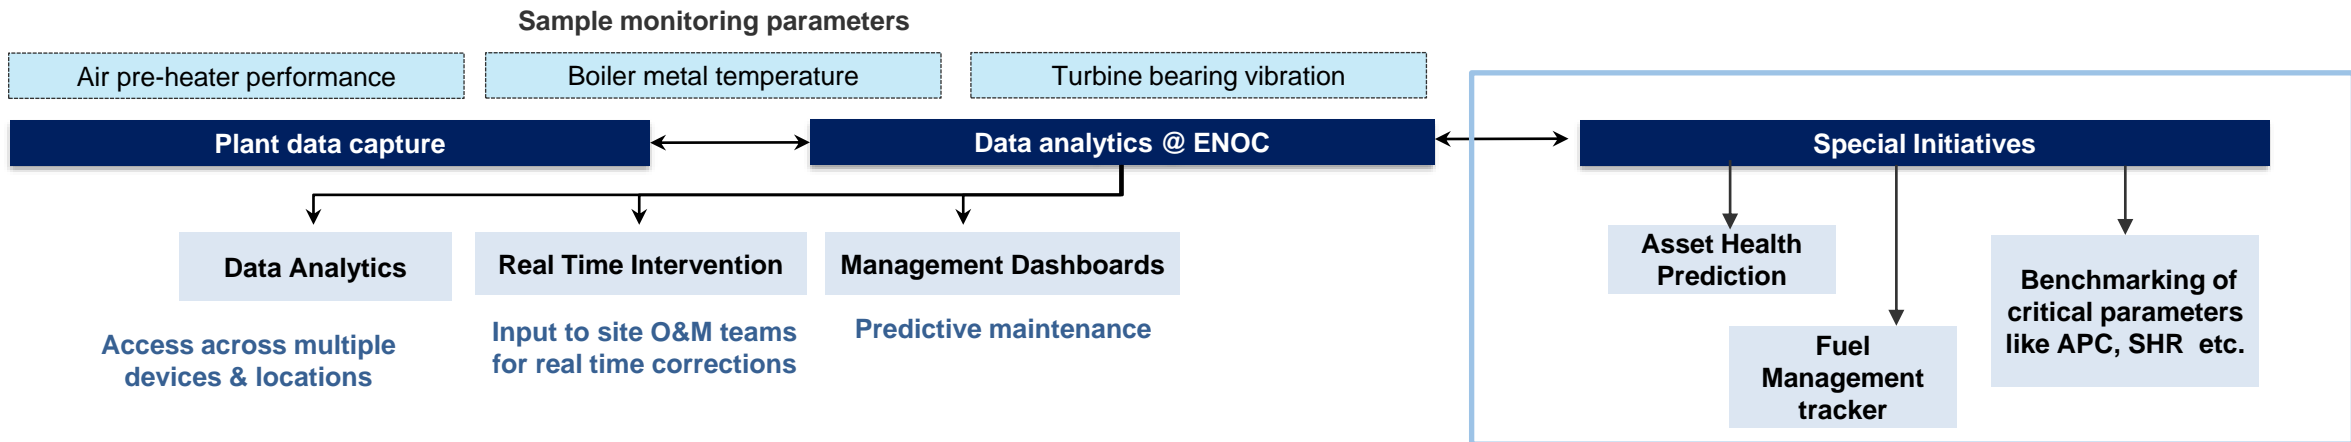 Sample monitoring parameters
Air pre-heater performance
Boiler metal temperature
Turbine bearing vibration
Plant data capture
Data analytics @ ENOC
Special Initiatives
Data Analytics
Real Time Intervention
Management Dashboards
Access across multiple
devices & locations
Input to site O&M teams
for real time corrections
Predictive maintenance
Asset Health
Prediction
Fuel
Management
tracker
Benchmarking of
critical parameters
like APC, SHR etc.